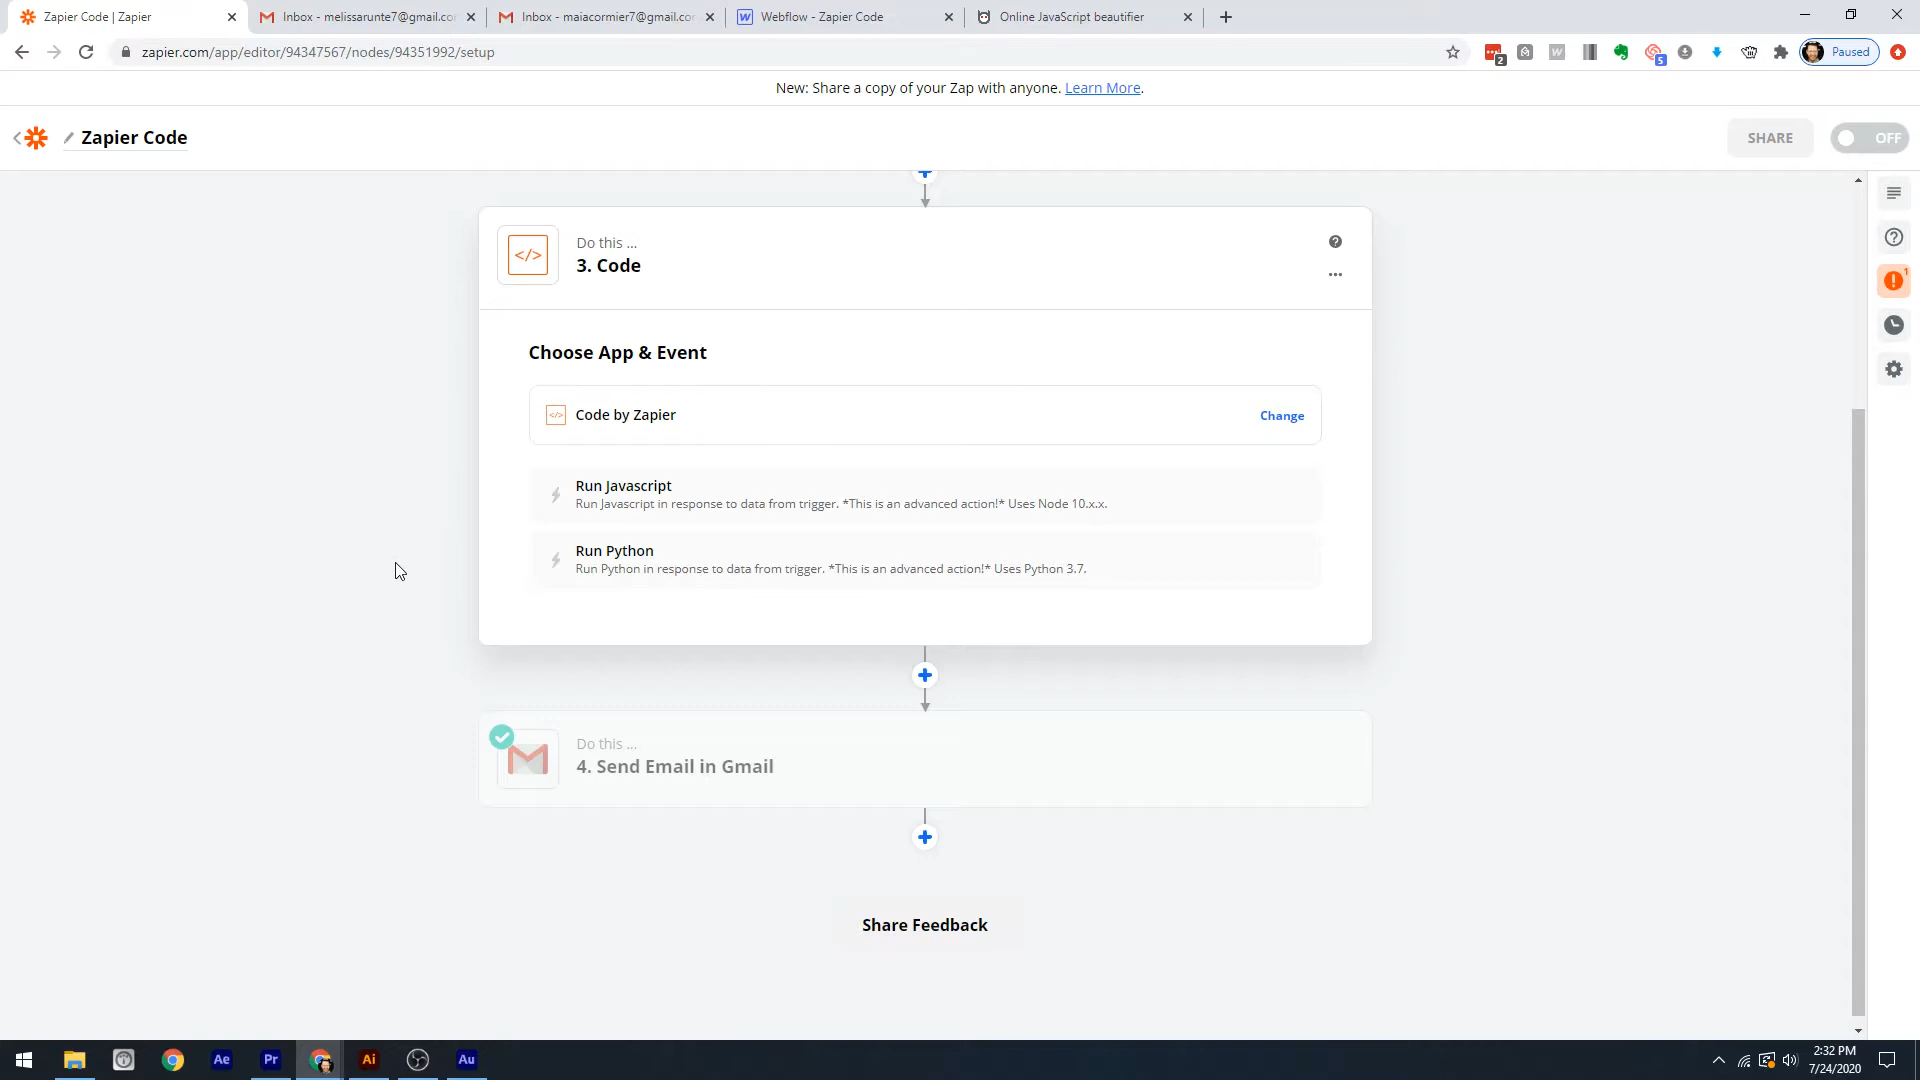 Zapier Code | Zapier
Inbox - melissarunte7@gmail.co
Inbox - maiacormier7@gmail.co
Webflow - Zapier Code
Online JavaScript beautifier
zapier.com/app/editor/94347567/nodes/94351992/setup
2
5
Paused
New: Share a copy of your Zap with anyone. Learn More.
Zapier Code
SHARE
OFF
Do this ...
3. Code
Choose App & Event
Code by Zapier
Change
Run Javascript
Run Javascript in response to data from trigger. *This is an advanced action!* Uses Node 10.x.x.
Run Python
Run Python in response to data from trigger. *This is an advanced action!* Uses Python 3.7.
Do this ...
4. Send Email in Gmail
Share Feedback
1
Ae
Pr
Ai
Au
2:32 PM
7/24/2020